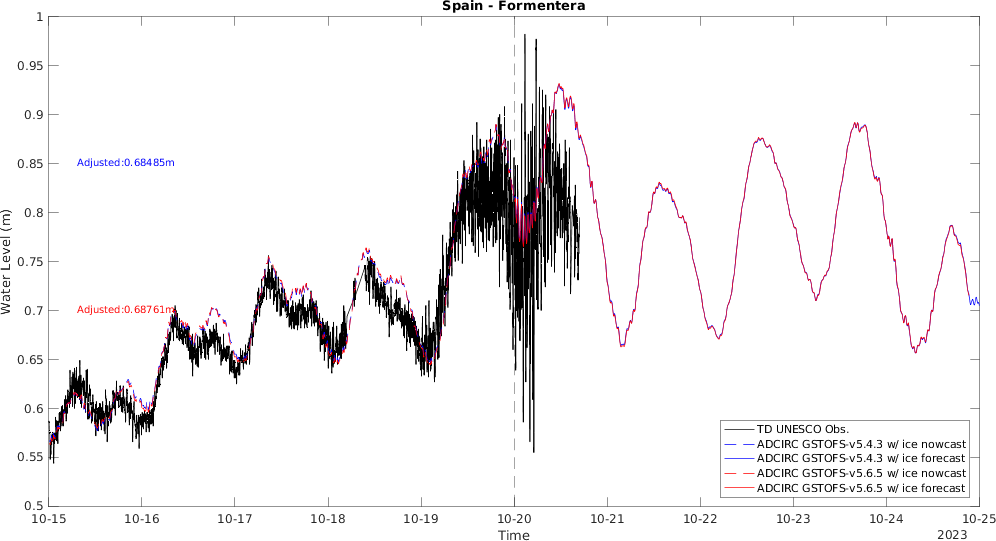 Spain - Formentera
1
0.95
0.9
0.85
0.8
0.75
0.7
0.65
0.6
0.55
0.5
Water Level (m)
Adjusted:0.68485m
Adjusted:0.68761m
TD UNESCO Obs.
ADCIRC GSTOFS-v5.4.3 w/ ice nowcast
ADCIRC GSTOFS-v5.4.3 w/ ice forecast
ADCIRC GSTOFS-v5.6.5 w/ ice nowcast
ADCIRC GSTOFS-v5.6.5 w/ ice forecast
10-15 10-16 10-17 10-18 10-19 10-20 10-21 10-22 10-23 10-24 10-25
Time
2023